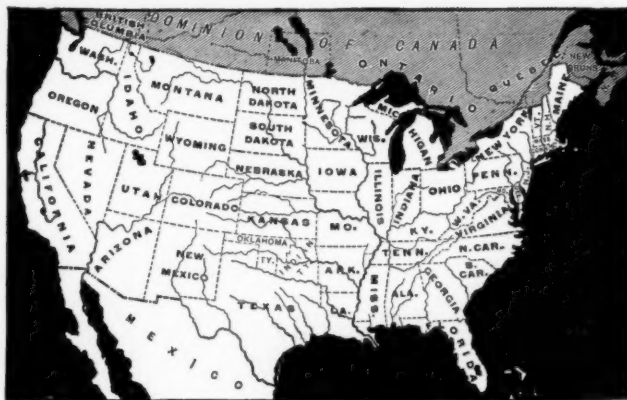 BRITISH
COLUMBIA
DOMINION OF CANADA
MANITOBA
ONTARIO
QUEBEC
NEW
WASH.
OREGON
IDAHO
MONTANA
NORTH
DAKOTA
MINNESOTA
SOUTH
DAKOTA
WYOMING
WIS.
MICHIGAN
NEW YORK
MAINE
CALIFORNIA
NEVADA
UTAH
COLORADO
NEBRASKA
IOWA
ILLINOIS
INDIANA
OHIO
PENN.
W. VA.
VIRGINIA
KANSAS
MO.
KY.
ARIZONA
NEW
MEXICO
OKLAHOMA
TY.
ARK.
TENN.
N. CAR.
S.
CAR.
TEXAS
LA.
MISS.
ALA.
GEORGIA
FLORIDA
MEXICO